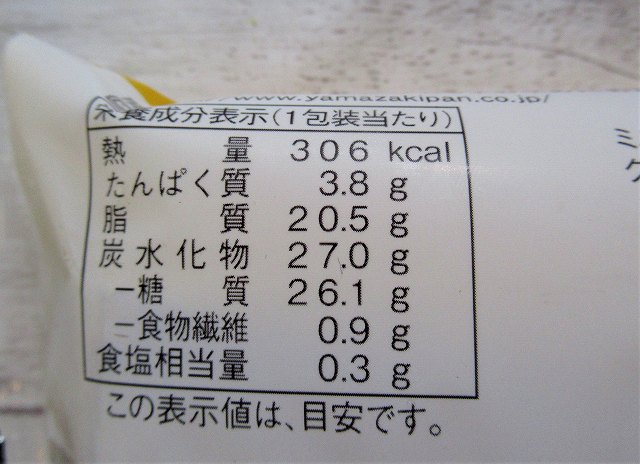 www.yamazakipan.co.jp/
栄養成分表示(1包装当たり)
熱量 306 kcal
たんぱく質 3.8 g
脂質 20.5 g
炭水化物 27.0 g
－糖質 26.1 g
－食物繊維 0.9 g
食塩相当量 0.3 g
この表示値は、目安です。
ミ
ク